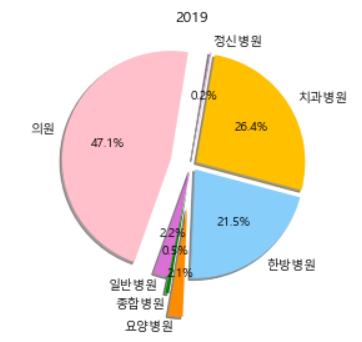 2019
정신병원
0.2%
치과병원
26.4%
의원
47.1%
21.5%
한방병원
2.2%
0.5%
2.1%
일반병원
종합병원
요양병원